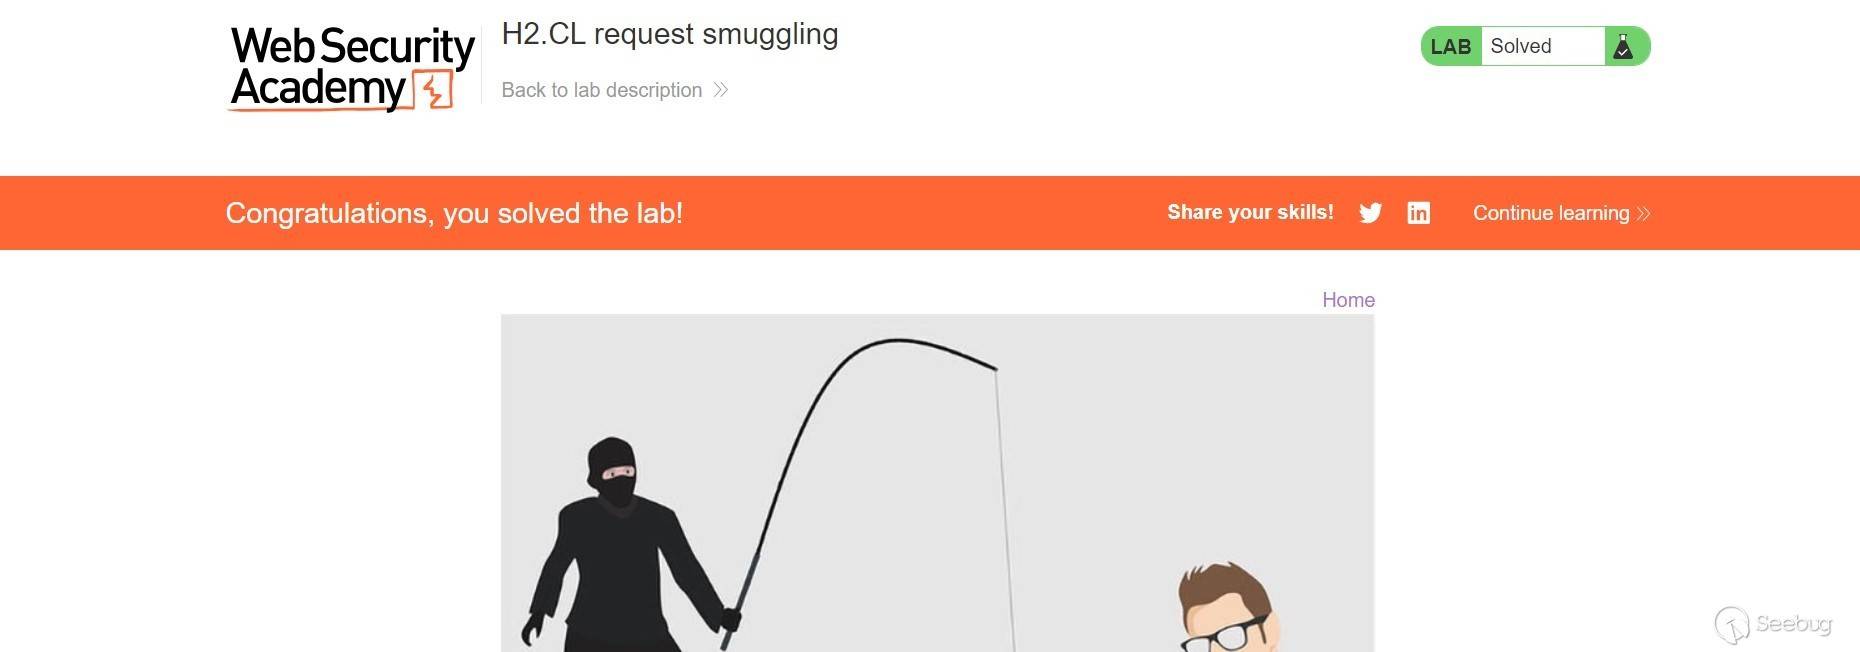 Web Security
Academy
H2.CL request smuggling
Back to lab description
LAB Solved
Congratulations, you solved the lab!
Share your skills!
in
Continue learning
Home
Seebug